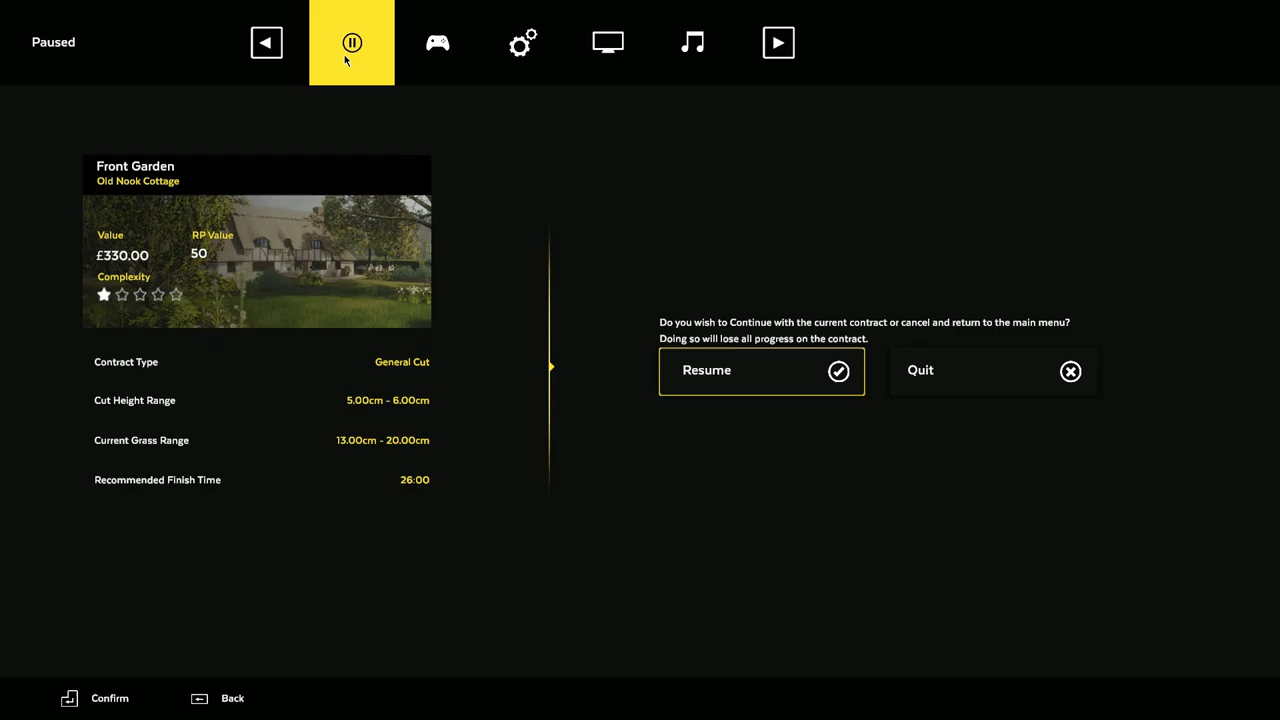 Paused
Front Garden
Old Nook Cottage
Value
RP Value
£330.00
50
Complexity
Contract Type
General Cut
Cut Height Range
5.00cm - 6.00cm
Current Grass Range
13.00cm - 20.00cm
Recommended Finish Time
26:00
Do you wish to Continue with the current contract or cancel and return to the main menu?
Doing so will lose all progress on the contract.
Resume
Quit
Confirm
Back